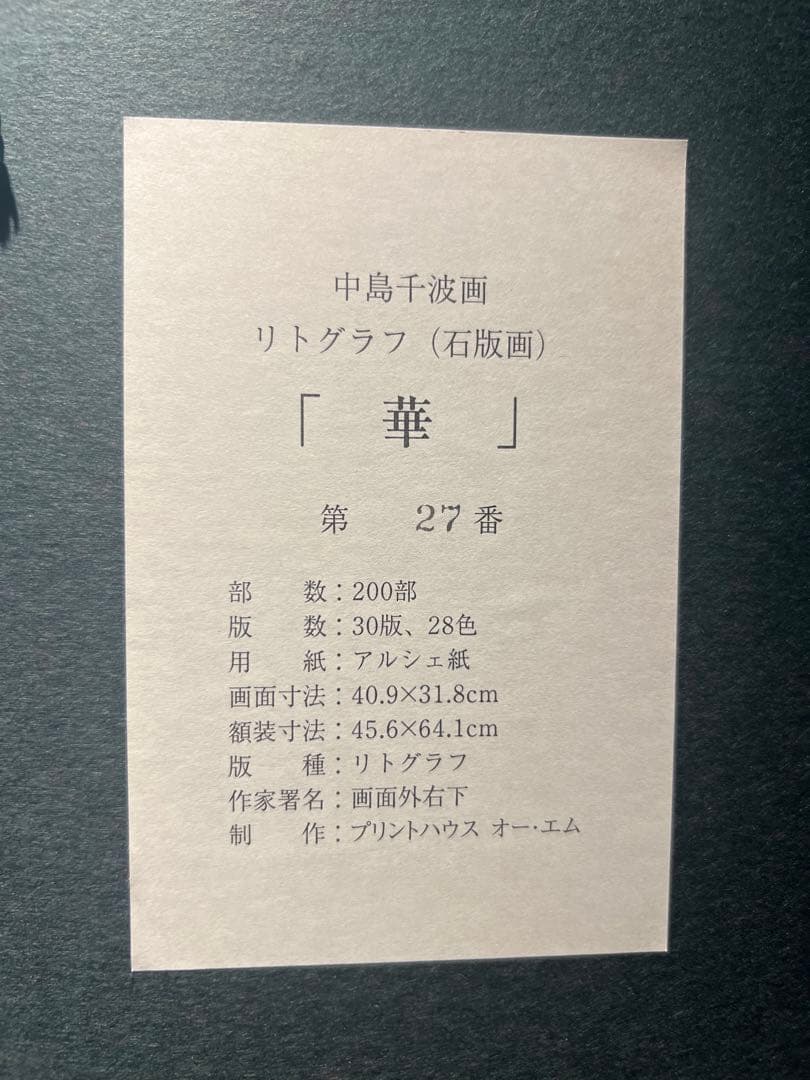 中島千波画
リトグラフ（石版画）
「　華　」
第　27番
部　数：200部
版　数：30版、28色
用　紙：アルシェ紙
画面寸法：40.9×31.8cm
額装寸法：45.6×64.1cm
版　種：リトグラフ
作家署名：画面外右下
制　作：プリントハウス オー・エム